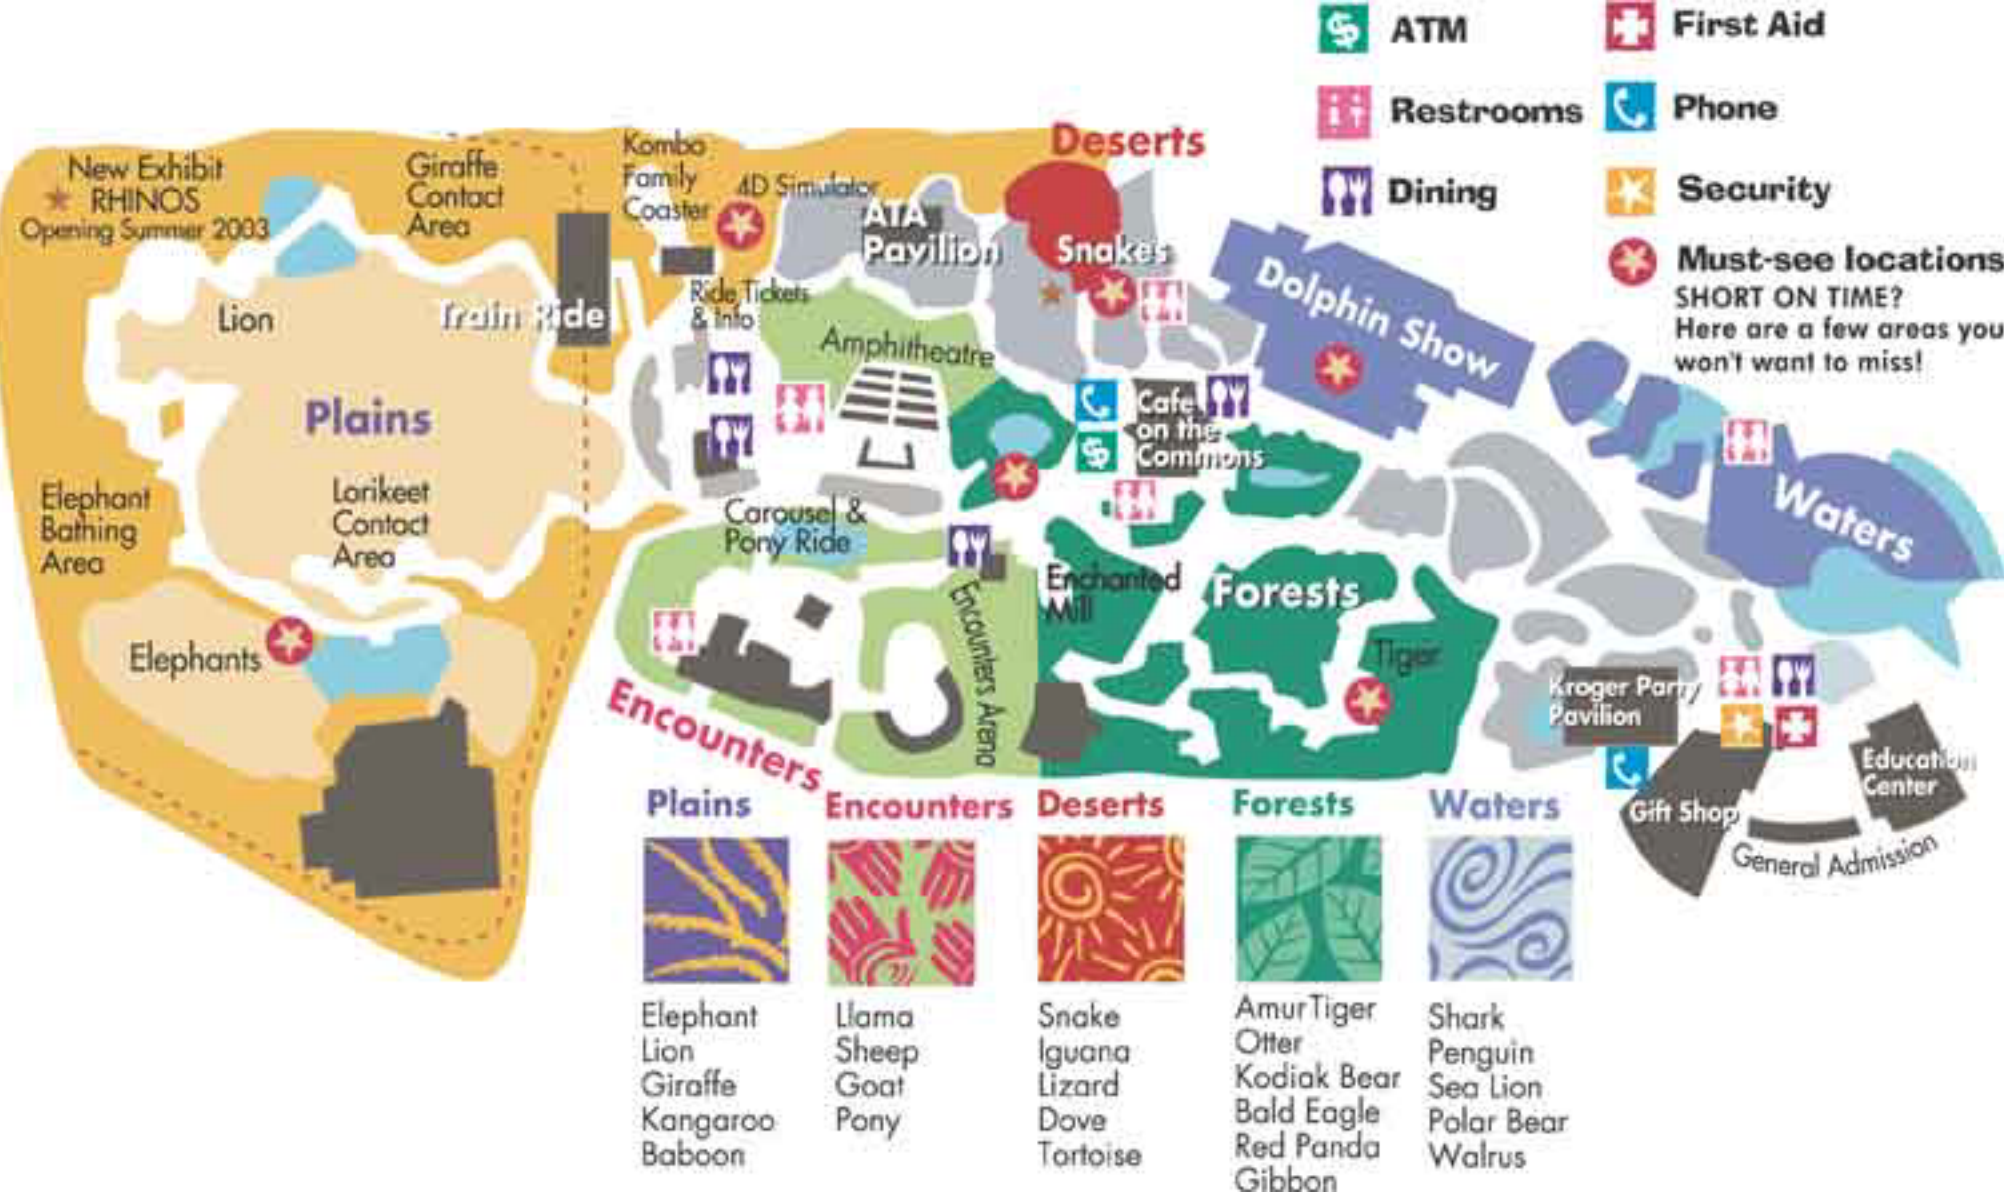 ATM
First Aid
Restrooms
Phone
Dining
Security
Must-see locations
SHORT ON TIME?
Here are a few areas you
won't want to miss!
New Exhibit
RHINOS
Opening Summer 2003
Giraffe
Contact
Area
Kombo
Family
Coaster
4D Simulator
ATA
Pavilion
Deserts
Snakes
Dolphin Show
Lion
Train Ride
Ride Tickets
& Info
Amphitheatre
Plains
Cafe
on the
Commons
Waters
Elephant
Bathing
Area
Lorikeet
Contact
Area
Carousel &
Pony Ride
Encounters Arena
Enchanted
Mill
Forests
Tiger
Elephants
Encounters
Kroger Party
Pavilion
Gift Shop
Education
Center
General Admission
Plains
Encounters
Deserts
Forests
Waters
Elephant
Lion
Giraffe
Kangaroo
Baboon
Llama
Sheep
Goat
Pony
Snake
Iguana
Lizard
Dove
Tortoise
Amur Tiger
Otter
Kodiak Bear
Bald Eagle
Red Panda
Gibbon
Shark
Penguin
Sea Lion
Polar Bear
Walrus